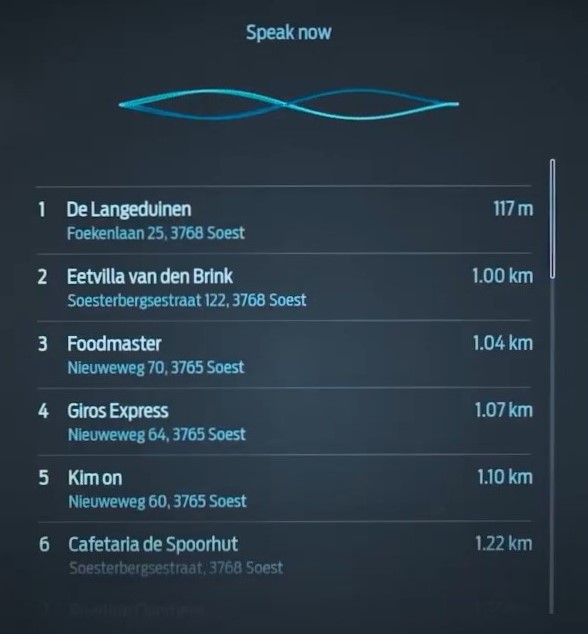 Speak now
1 De Langeduinen 117 m
Foekenlaan 25, 3768 Soest
2 Eetvilla van den Brink 1.00 km
Soesterbergsestraat 122, 3768 Soest
3 Foodmaster 1.04 km
Nieuweweg 70, 3765 Soest
4 Giros Express 1.07 km
Nieuweweg 64, 3765 Soest
5 Kim on 1.10 km
Nieuweweg 60, 3765 Soest
6 Cafetaria de Spoorhut 1.22 km
Soesterbergsestraat, 3768 Soest